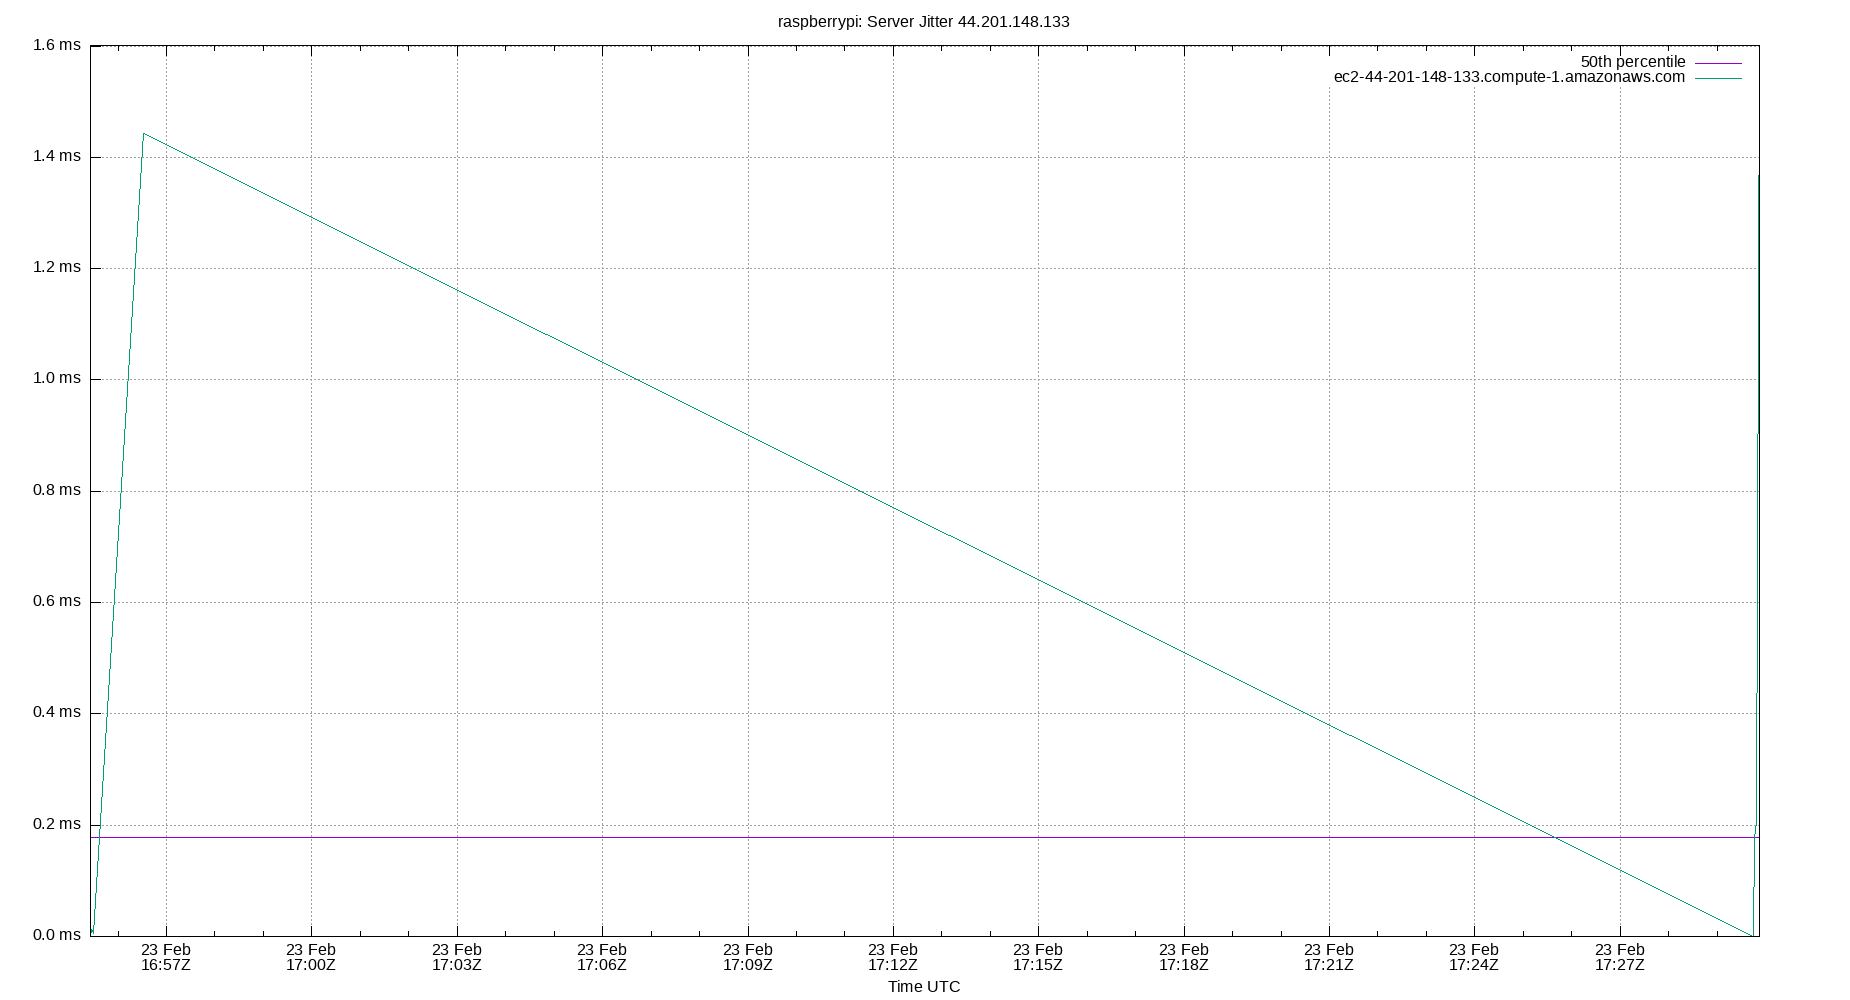 raspberrypi: Server Jitter 44.201.148.133
50th percentile
ec2-44-201-148-133.compute-1.amazonaws.com
1.6 ms
1.4 ms
1.2 ms
1.0 ms
0.8 ms
0.6 ms
0.4 ms
0.2 ms
0.0 ms
23 Feb 23 Feb 23 Feb 23 Feb 23 Feb 23 Feb 23 Feb 23 Feb 23 Feb 23 Feb 23 Feb
16:57Z 17:00Z 17:03Z 17:06Z 17:09Z 17:12Z 17:15Z 17:18Z 17:21Z 17:24Z 17:27Z
Time UTC